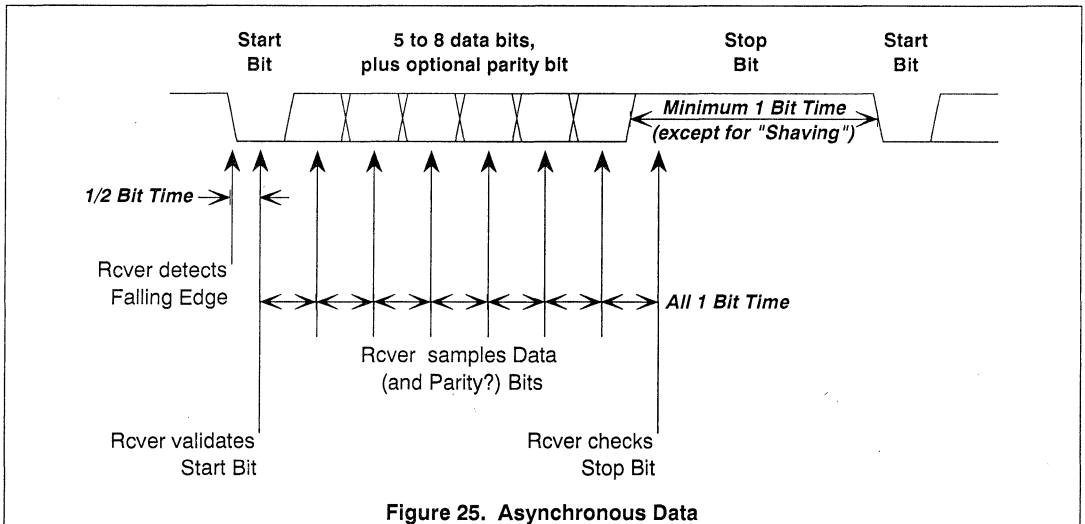 Start
Bit
5 to 8 data bits,
plus optional parity bit
Stop
Bit
Start
Bit
Minimum 1 Bit Time
(except for "Shaving")
1/2 Bit Time
Rcver detects
Falling Edge
All 1 Bit Time
Rcver samples Data
(and Parity?) Bits
Rcver validates
Start Bit
Rcver checks
Stop Bit
Figure 25. Asynchronous Data